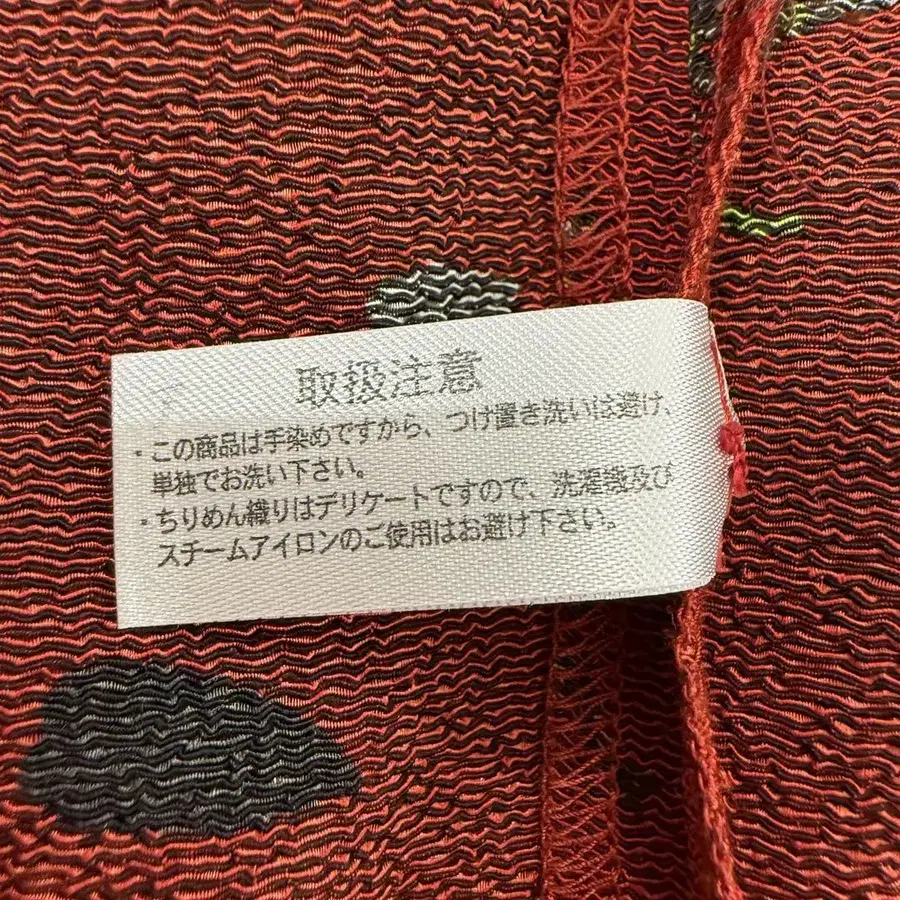 取扱注意
・この商品は手染めですから、つけ置き洗いは避け、
単独でお洗い下さい。
・ちりめん織りはデリケートですので、洗濯機及び
スチームアイロンのご使用はお避け下さい。